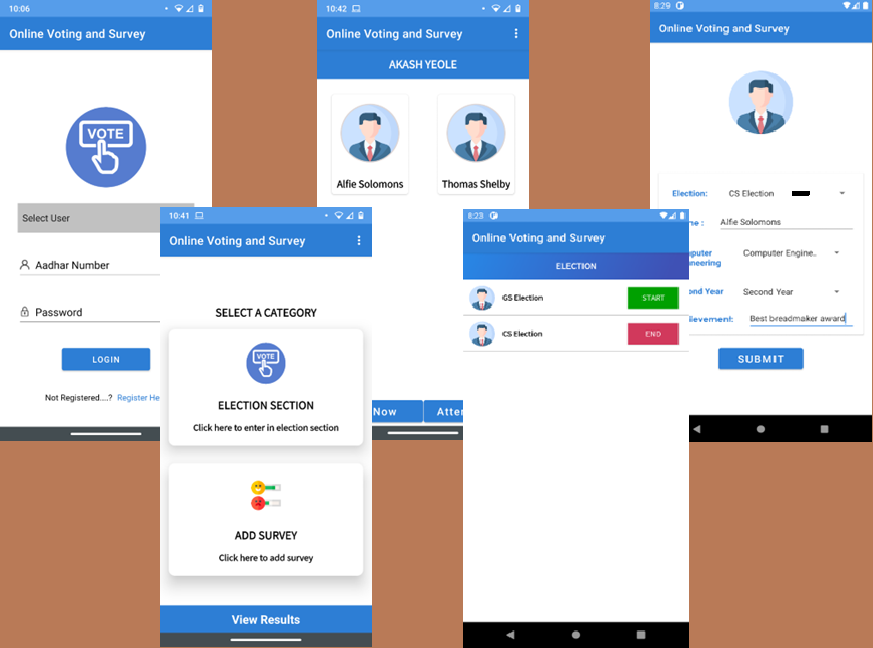 10:06
Online Voting and Survey
VOTE
Select User
Aadhar Number
Password
LOGIN
Not Registered....? Register He
10:41
Online Voting and Survey
SELECT A CATEGORY
VOTE
ELECTION SECTION
Click here to enter in election section
ADD SURVEY
Click here to add survey
View Results
10:42
Online Voting and Survey
AKASH YEOLE
Alfie Solomons
Thomas Shelby
Now
Atte
8:23
Online Voting and Survey
ELECTION
GS Election
START
CS Election
END
8:29
Online Voting and Survey
Election: CS Election
me : Alfie Solomons
mputer Computer Engine..
neering
ond Year Second Year
ievement: Best breadmaker award
SUBMIT